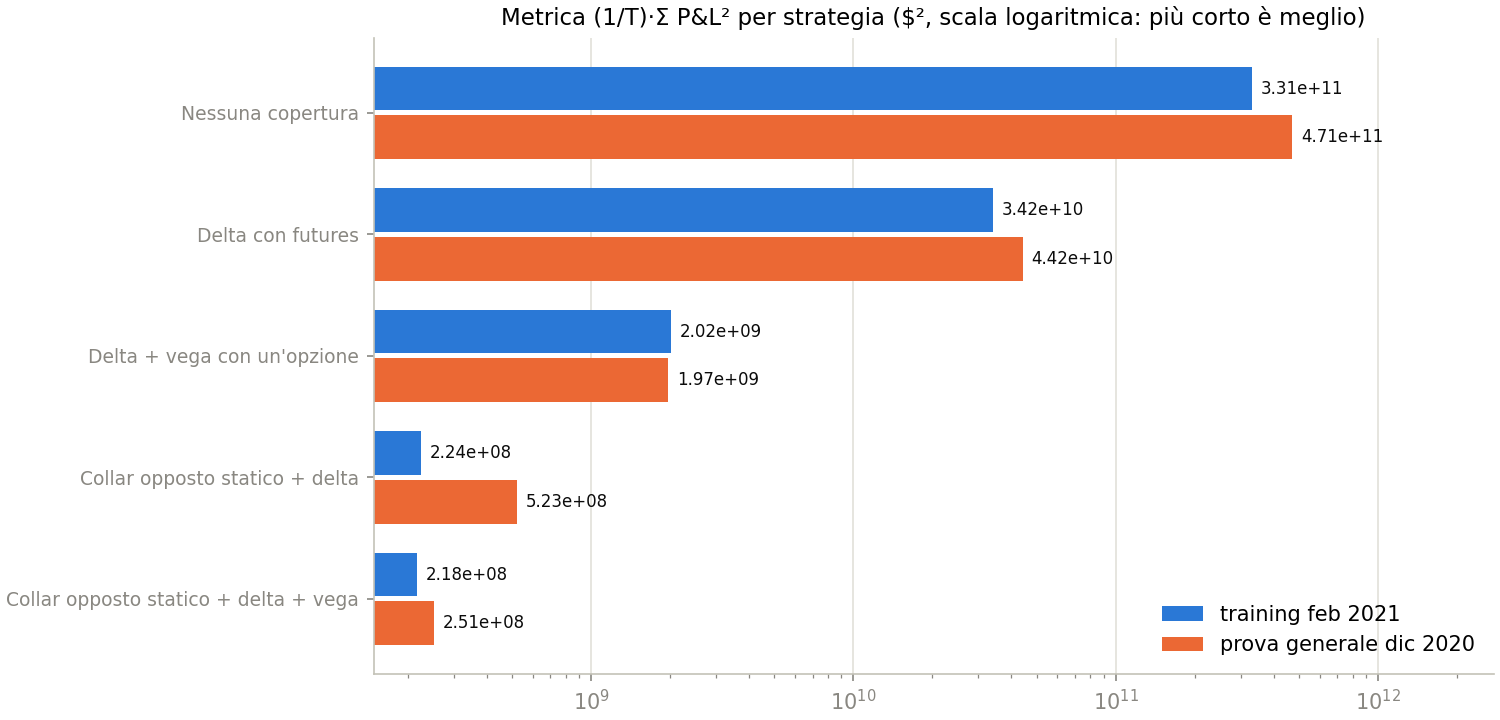 Metrica (1/T)·Σ P&L² per strategia ($², scala logaritmica: più corto è meglio)
Nessuna copertura
3.31e+11
4.71e+11
Delta con futures
3.42e+10
4.42e+10
Delta + vega con un'opzione
2.02e+09
1.97e+09
Collar opposto statico + delta
2.24e+08
5.23e+08
Collar opposto statico + delta + vega
2.18e+08
2.51e+08
training feb 2021
prova generale dic 2020
10⁹ 10¹⁰ 10¹¹ 10¹²